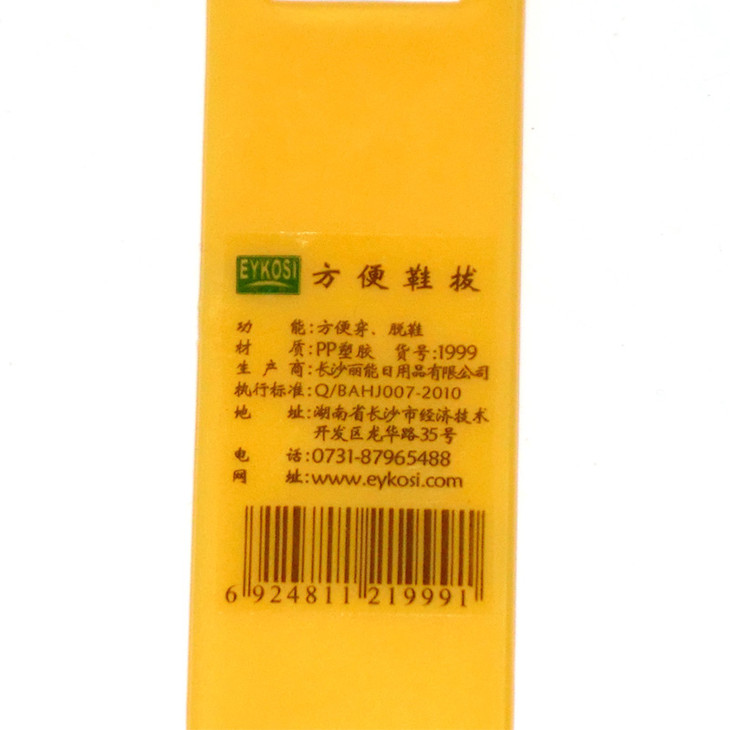 EYKOSI 方便鞋拔
功能:方便穿、脱鞋
材质:PP塑胶 货号:1999
生产商:长沙丽能日用品有限公司
执行标准:Q/BAHJ007-2010
地址:湖南省长沙市经济技术
开发区龙华路35号
电话:0731-87965488
网址:www.eykosi.com
6 924811 219991